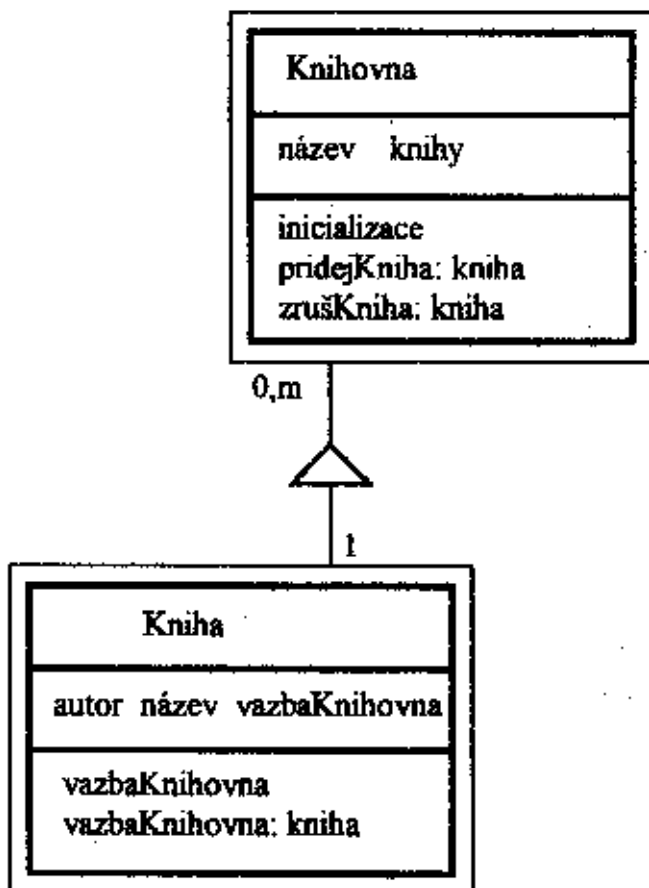 Knihovna
název knihy
inicializace
pridejKniha: kniha
zrušKniha: kniha
0,m
1
Kniha
autor název vazbaKnihovna
vazbaKnihovna
vazbaKnihovna: kniha